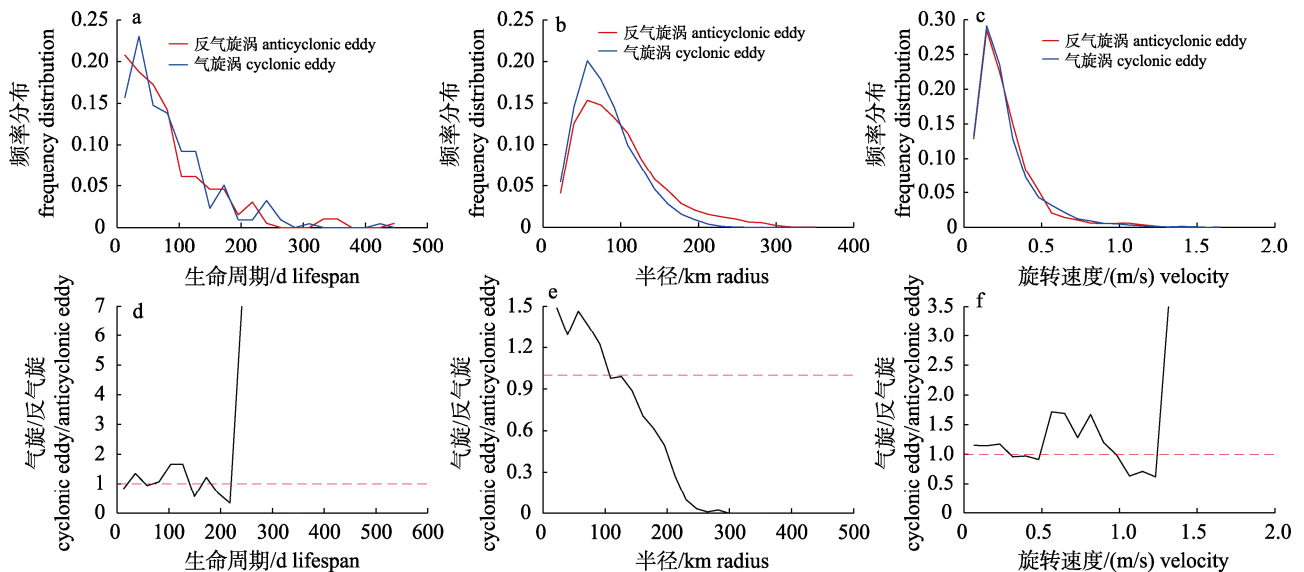 a
反气旋涡 anticyclonic eddy
气旋涡 cyclonic eddy
频率分布
frequency distribution
0.25
0.20
0.15
0.10
0.05
0
0 100 200 300 400 500
生命周期/d lifespan
b
反气旋涡 anticyclonic eddy
气旋涡 cyclonic eddy
频率分布
frequency distribution
0.25
0.20
0.15
0.10
0.05
0
0 100 200 300 400
半径/km radius
c
反气旋涡 anticyclonic eddy
气旋涡 cyclonic eddy
频率分布
frequency distribution
0.30
0.25
0.20
0.15
0.10
0.05
0
0 0.5 1.0 1.5 2.0
旋转速度/(m/s) velocity
d
气旋/反气旋
cyclonic eddy/anticyclonic eddy
7
6
5
4
3
2
1
0
0 100 200 300 400 500 600
生命周期/d lifespan
e
气旋/反气旋
cyclonic eddy/anticyclonic eddy
1.5
1.2
0.9
0.6
0.3
0
0 100 200 300 400 500
半径/km radius
f
气旋/反气旋
cyclonic eddy/anticyclonic eddy
3.5
3.0
2.5
2.0
1.5
1.0
0.5
0
0 0.5 1.0 1.5 2.0
旋转速度/(m/s) velocity